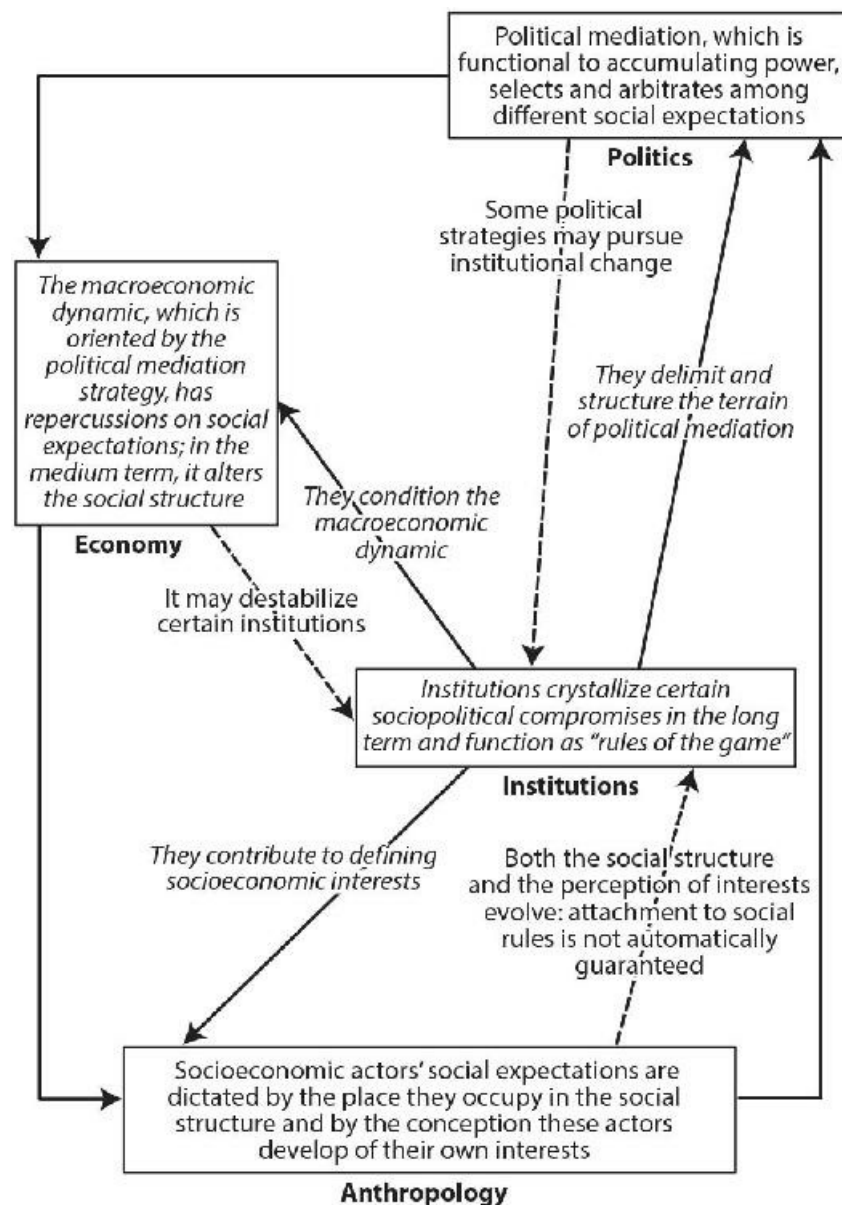 Political mediation, which is
functional to accumulating power,
selects and arbitrates among
different social expectations
Politics
Some political
strategies may pursue
institutional change
The macroeconomic
dynamic, which is
oriented by the
political mediation
strategy, has
repercussions on social
expectations; in the
medium term, it alters
the social structure
Economy
They delimit and
structure the terrain
of political mediation
They condition the
macroeconomic
dynamic
It may destabilize
certain institutions
Institutions crystallize certain
sociopolitical compromises in the long
term and function as “rules of the game”
Institutions
They contribute to defining
socioeconomic interests
Both the social structure
and the perception of interests
evolve: attachment to social
rules is not automatically
guaranteed
Socioeconomic actors’ social expectations are
dictated by the place they occupy in the social
structure and by the conception these actors
develop of their own interests
Anthropology